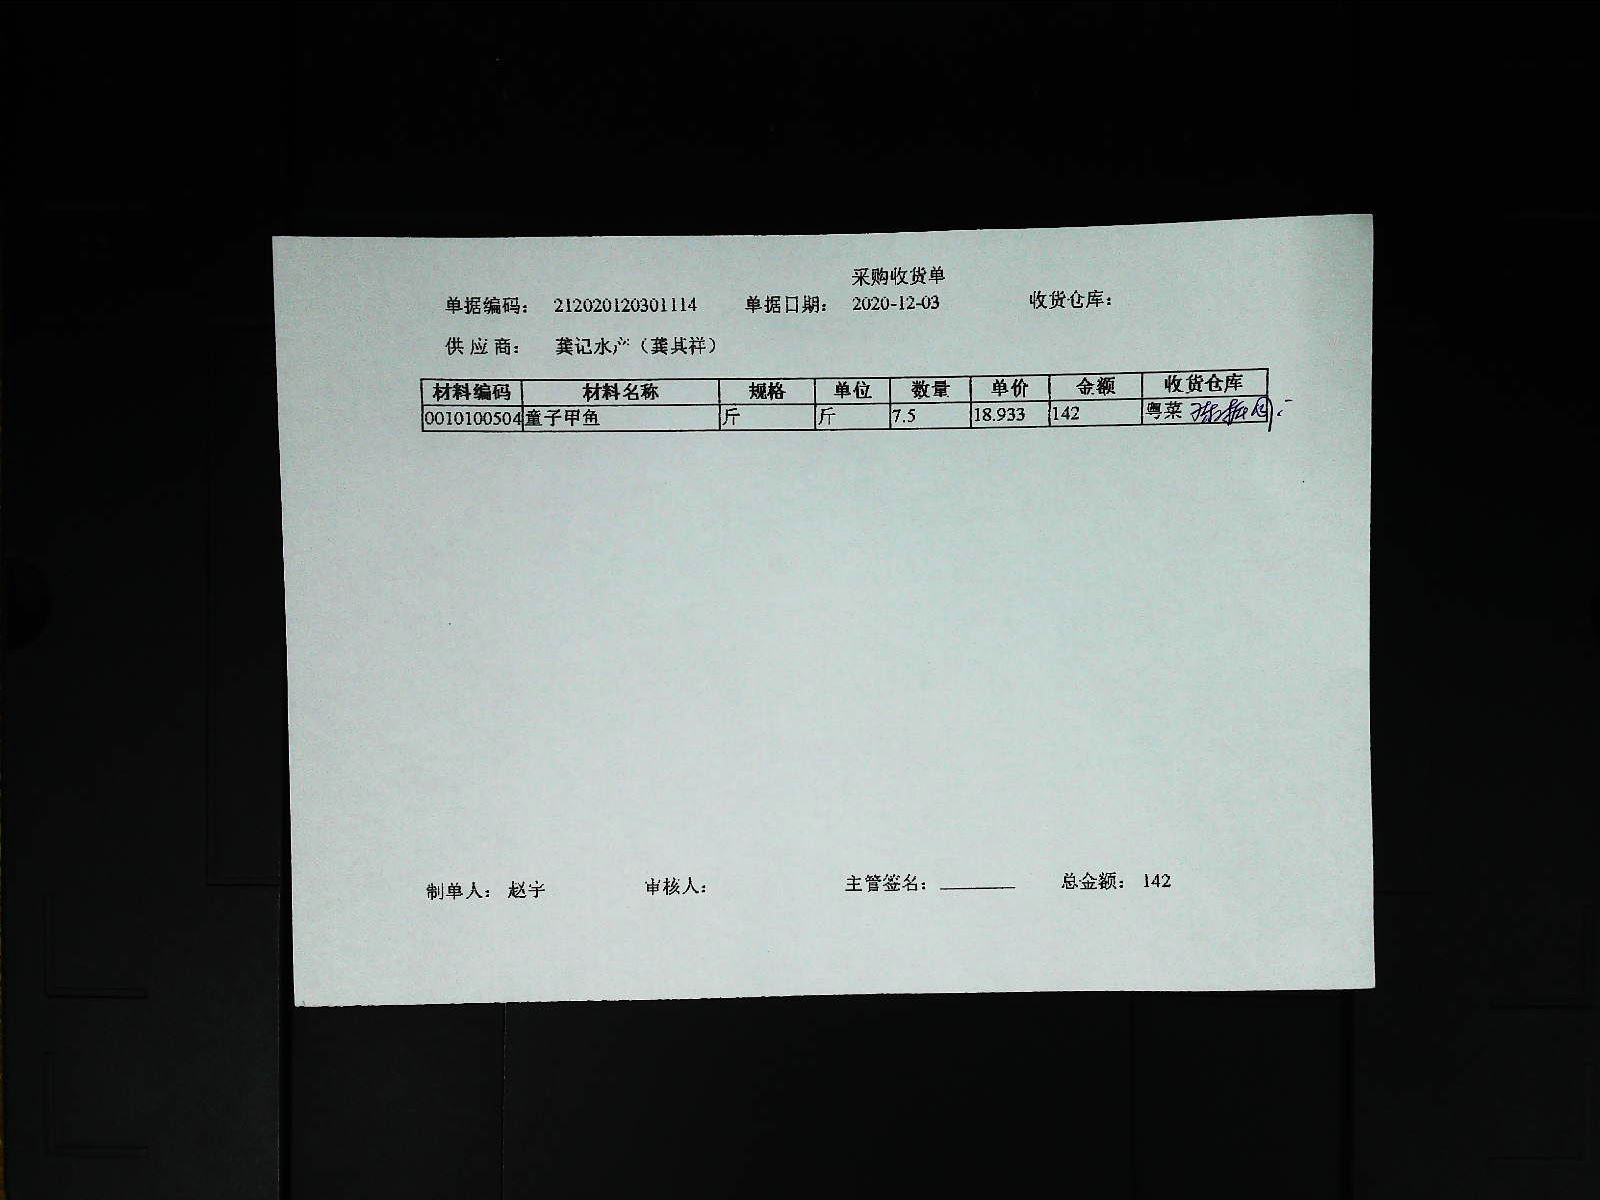 采购收货单
单据编码: 212020120301114 单据日期: 2020-12-03 收货仓库:
供 应 商: 龚记水产（龚其祥）
材料编码 材料名称 规格 单位 数量 单价 金额 收货仓库
0010100504 童子甲鱼 斤 斤 7.5 18.933 142 粤菜
制单人: 赵宇 审核人: 主管签名: 总金额: 142